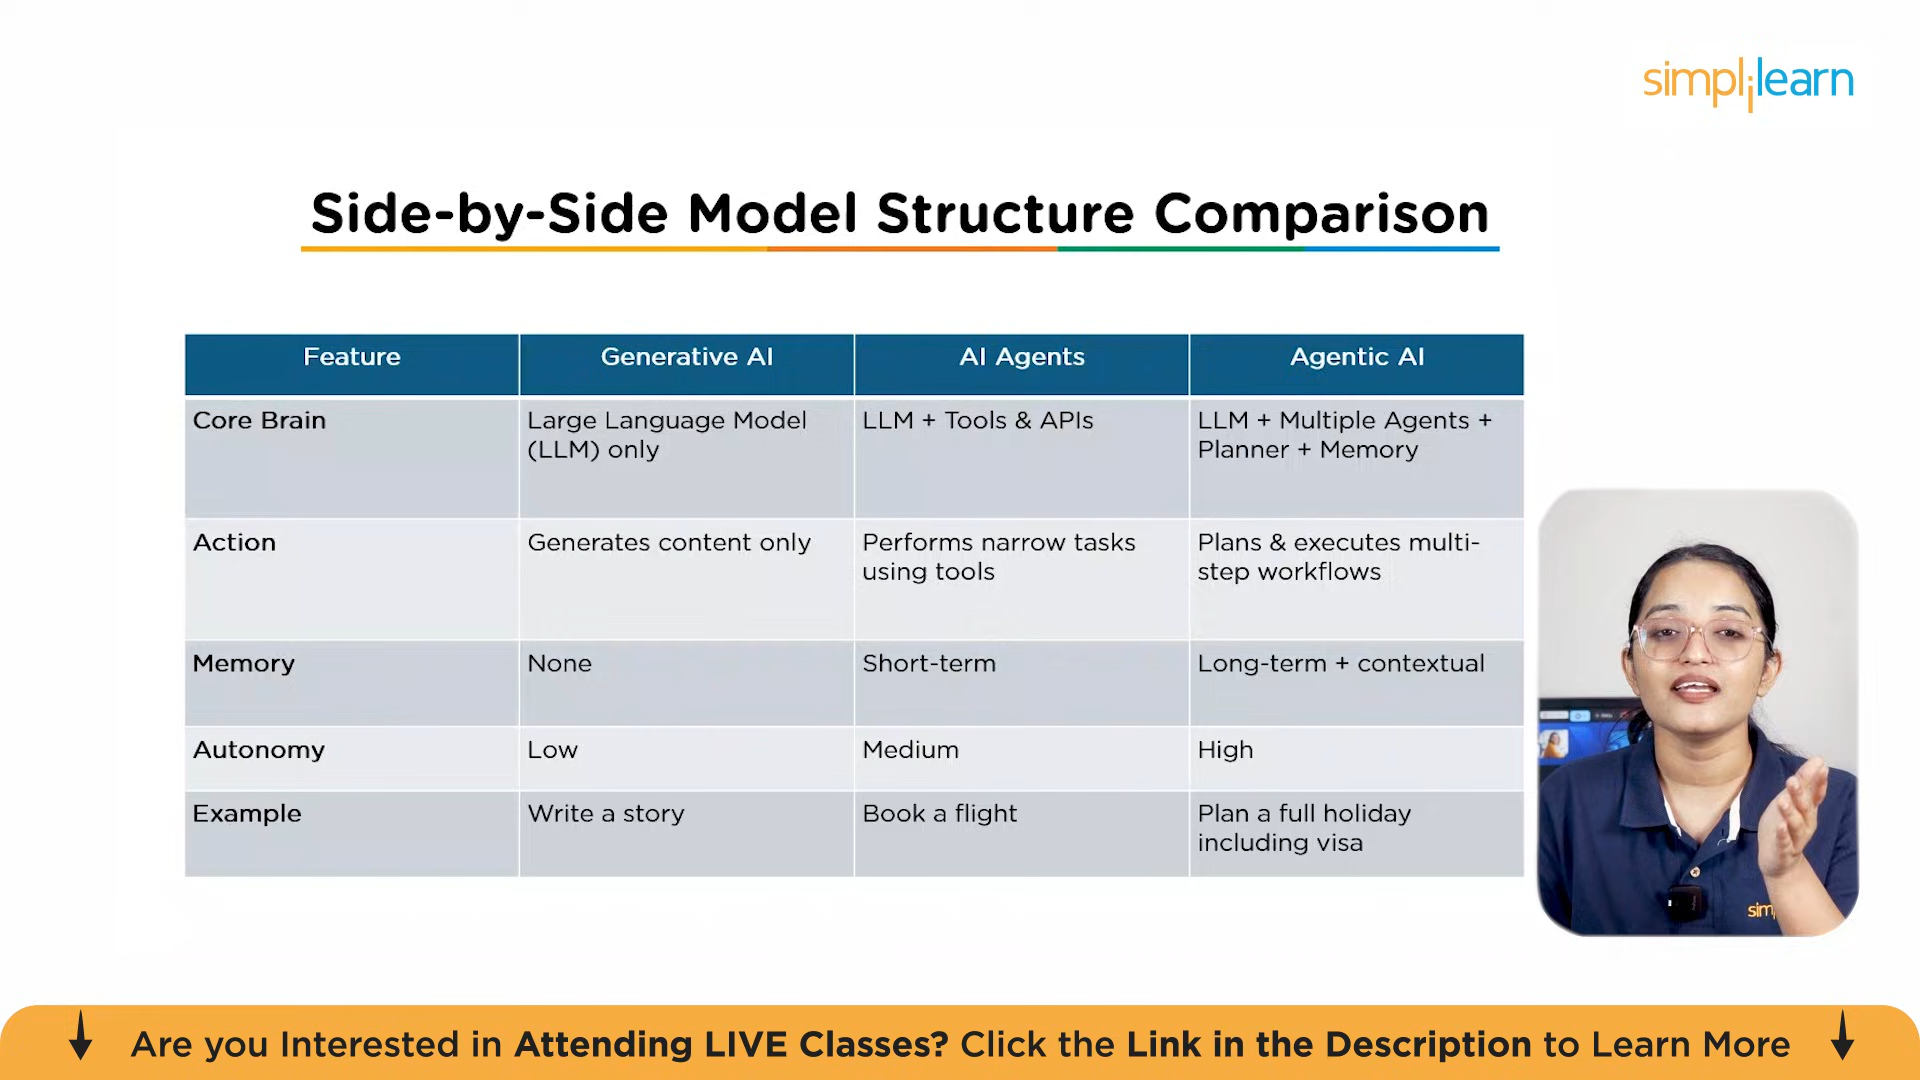 simplilearn
Side-by-Side Model Structure Comparison
Feature
Generative AI
AI Agents
Agentic AI
Core Brain
Large Language Model
(LLM) only
LLM + Tools & APIs
LLM + Multiple Agents +
Planner + Memory
Action
Generates content only
Performs narrow tasks
using tools
Plans & executes multi-
step workflows
Memory
None
Short-term
Long-term + contextual
Autonomy
Low
Medium
High
Example
Write a story
Book a flight
Plan a full holiday
including visa
sim
Are you Interested in Attending LIVE Classes? Click the Link in the Description to Learn More